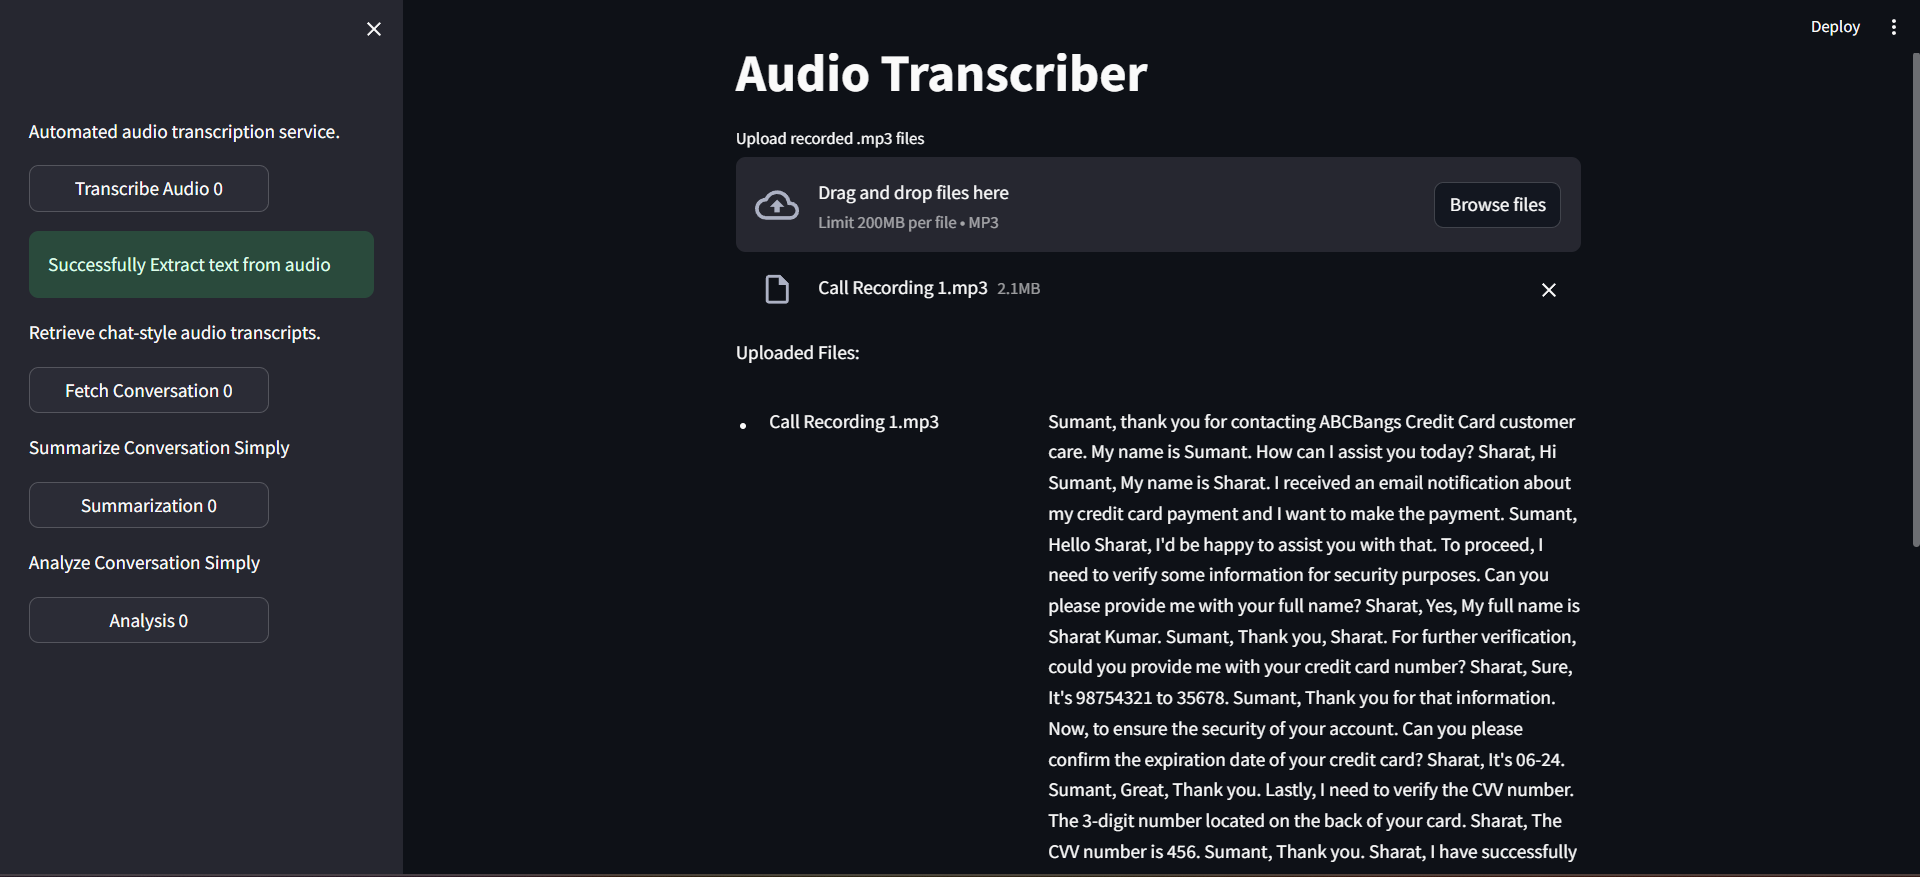 Automated audio transcription service.
Transcribe Audio 0
Successfully Extract text from audio
Retrieve chat-style audio transcripts.
Fetch Conversation 0
Summarize Conversation Simply
Summarization 0
Analyze Conversation Simply
Analysis 0
Deploy
Audio Transcriber
Upload recorded .mp3 files
Drag and drop files here
Limit 200MB per file • MP3
Browse files
Call Recording 1.mp3 2.1MB
Uploaded Files:
• Call Recording 1.mp3
Sumant, thank you for contacting ABCBangs Credit Card customer
care. My name is Sumant. How can I assist you today? Sharat, Hi
Sumant, My name is Sharat. I received an email notification about
my credit card payment and I want to make the payment. Sumant,
Hello Sharat, I'd be happy to assist you with that. To proceed, I
need to verify some information for security purposes. Can you
please provide me with your full name? Sharat, Yes, My full name is
Sharat Kumar. Sumant, Thank you, Sharat. For further verification,
could you provide me with your credit card number? Sharat, Sure,
It's 98754321 to 35678. Sumant, Thank you for that information.
Now, to ensure the security of your account. Can you please
confirm the expiration date of your credit card? Sharat, It's 06-24.
Sumant, Great, Thank you. Lastly, I need to verify the CVV number.
The 3-digit number located on the back of your card. Sharat, The
CVV number is 456. Sumant, Thank you. Sharat, I have successfully